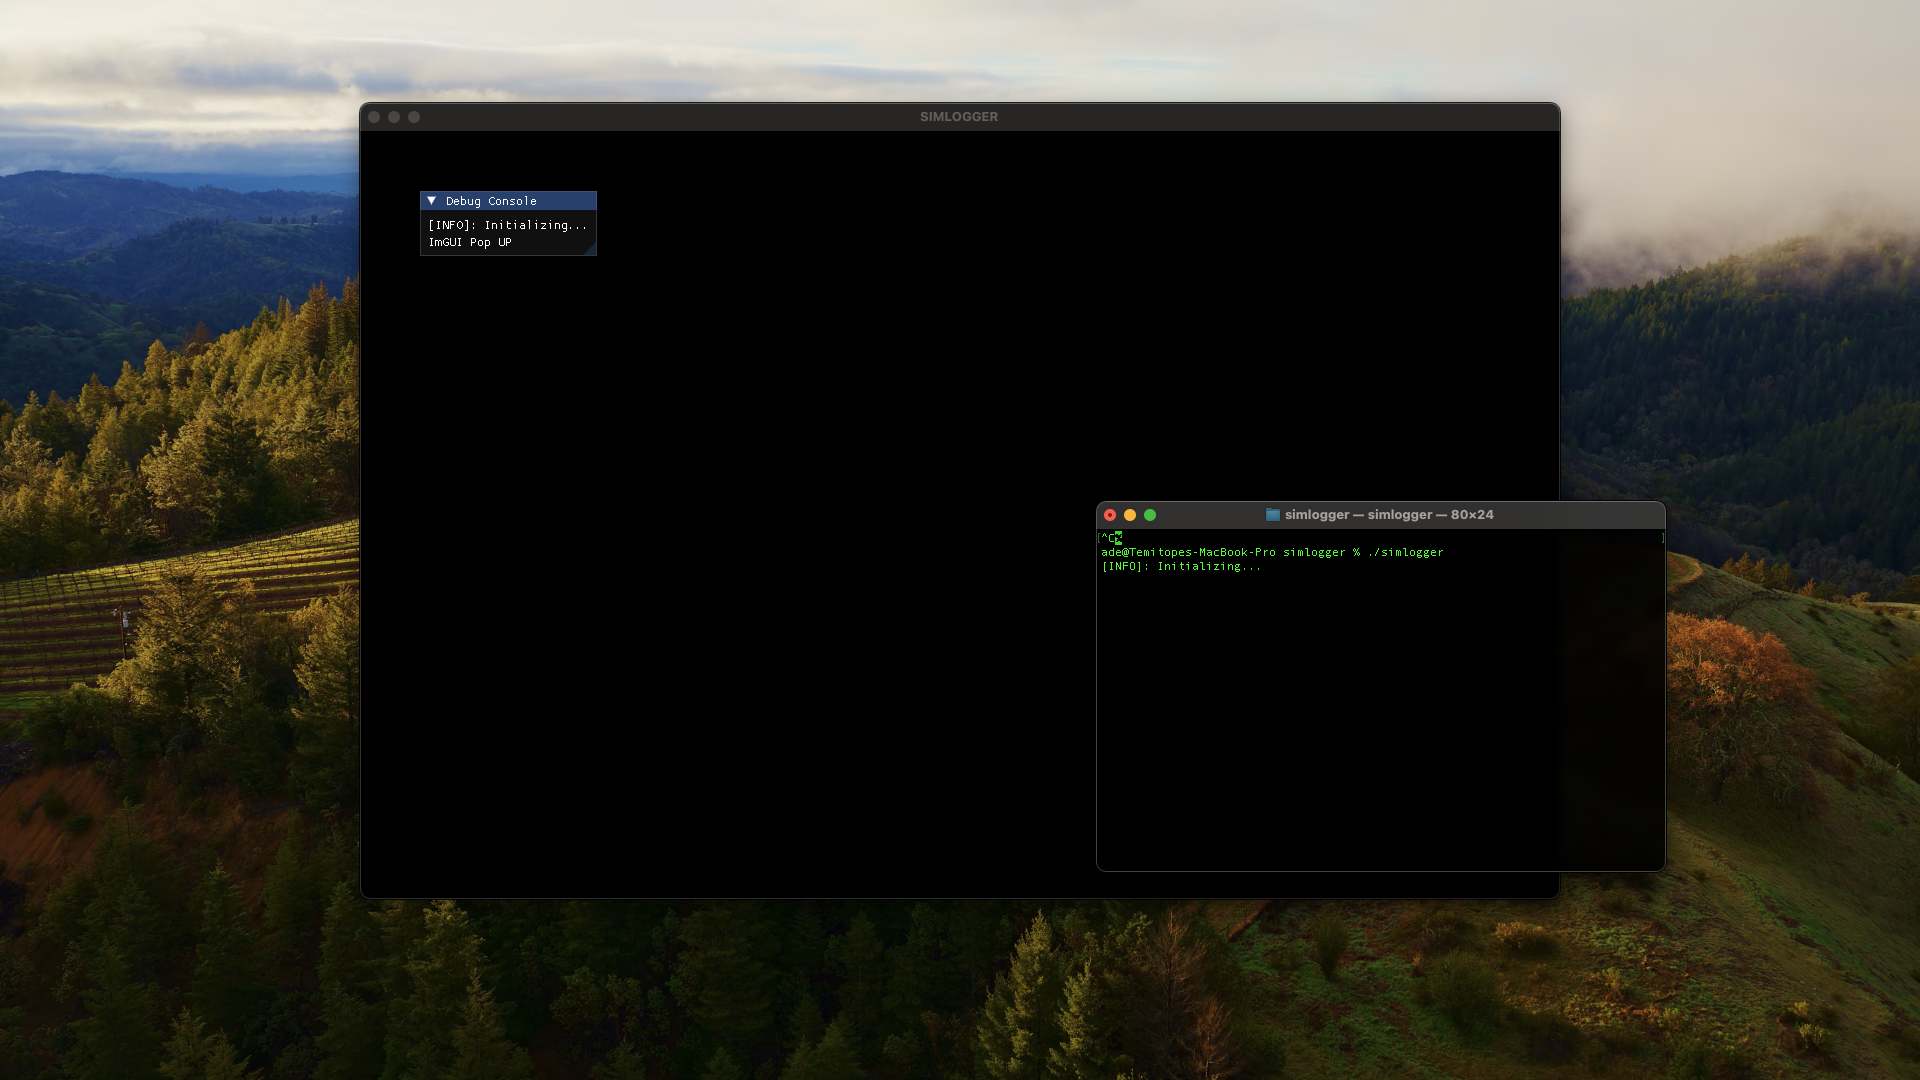 SIMLOGGER
Debug Console
[INFO]: Initializing...
ImGUI Pop UP
simlogger — simlogger — 80×24
ade@Temitopes-MacBook-Pro simlogger % ./simlogger
[INFO]: Initializing...